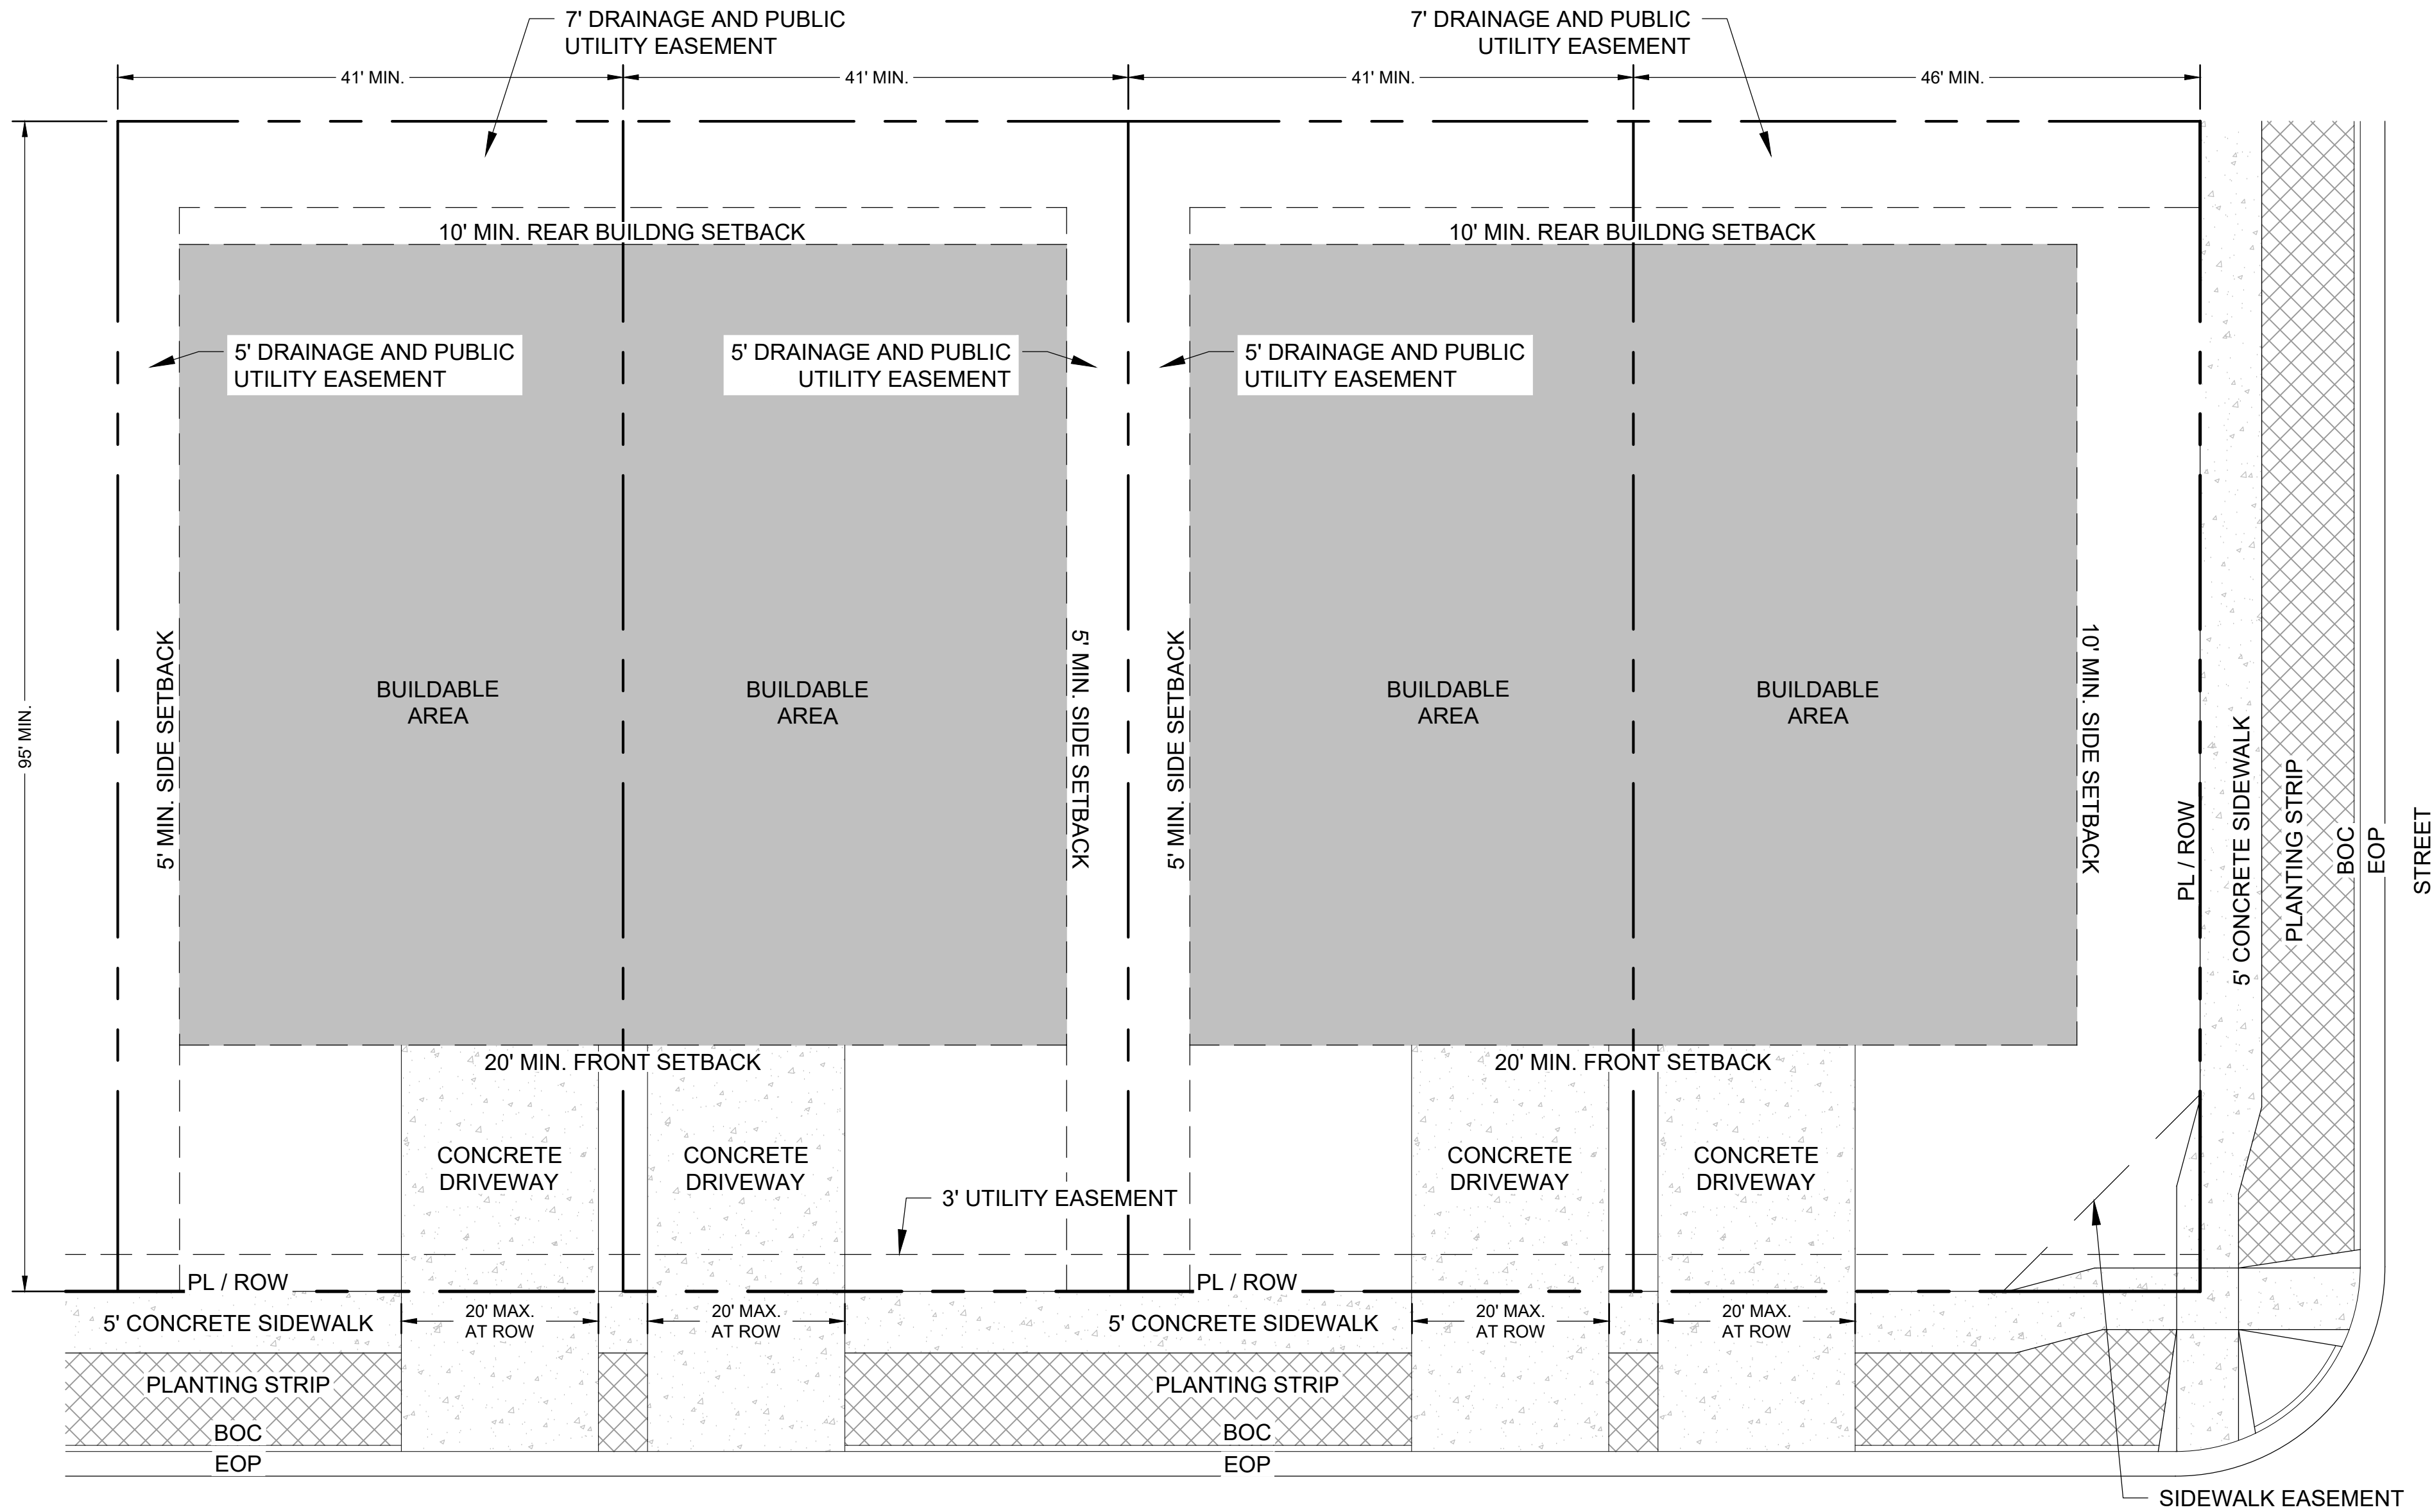 7' DRAINAGE AND PUBLIC
UTILITY EASEMENT
7' DRAINAGE AND PUBLIC
UTILITY EASEMENT
41' MIN.
41' MIN.
41' MIN.
46' MIN.
10' MIN. REAR BUILDNG SETBACK
10' MIN. REAR BUILDNG SETBACK
5' DRAINAGE AND PUBLIC
UTILITY EASEMENT
5' DRAINAGE AND PUBLIC
UTILITY EASEMENT
5' DRAINAGE AND PUBLIC
UTILITY EASEMENT
95' MIN.
5' MIN. SIDE SETBACK
BUILDABLE
AREA
BUILDABLE
AREA
5' MIN. SIDE SETBACK
5' MIN. SIDE SETBACK
BUILDABLE
AREA
BUILDABLE
AREA
10' MIN. SIDE SETBACK
PL / ROW
5' CONCRETE SIDEWALK
PLANTING STRIP
BOC
EOP
STREET
20' MIN. FRONT SETBACK
20' MIN. FRONT SETBACK
CONCRETE
DRIVEWAY
CONCRETE
DRIVEWAY
CONCRETE
DRIVEWAY
CONCRETE
DRIVEWAY
3' UTILITY EASEMENT
PL / ROW
PL / ROW
5' CONCRETE SIDEWALK
20' MAX.
AT ROW
20' MAX.
AT ROW
5' CONCRETE SIDEWALK
20' MAX.
AT ROW
20' MAX.
AT ROW
PLANTING STRIP
PLANTING STRIP
BOC
BOC
EOP
EOP
SIDEWALK EASEMENT